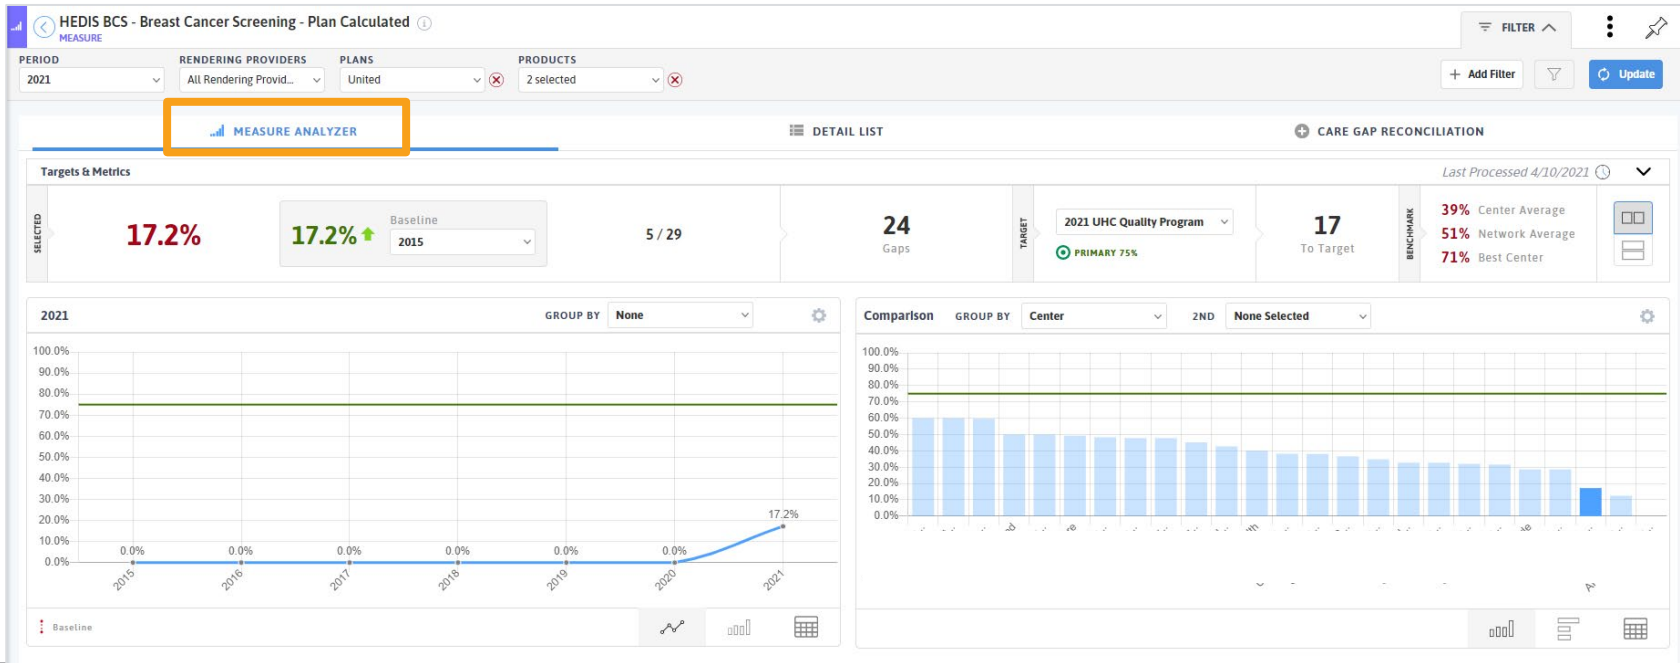 HEDIS BCS - Breast Cancer Screening - Plan Calculated
MEASURE
FILTER
PERIOD
RENDERING PROVIDERS
PLANS
PRODUCTS
2021
All Rendering Provid...
United
2 selected
+ Add Filter
Update
MEASURE ANALYZER
DETAIL LIST
CARE GAP RECONCILIATION
Targets & Metrics
Last Processed 4/10/2021
SELECTED
17.2%
17.2%
Baseline
2015
5 / 29
24
Gaps
TARGET
2021 UHC Quality Program
PRIMARY 75%
17
To Target
BENCHMARK
39% Center Average
51% Network Average
71% Best Center
2021
GROUP BY None
Comparison GROUP BY Center
2ND None Selected
100.0%
90.0%
80.0%
70.0%
60.0%
50.0%
40.0%
30.0%
20.0%
10.0%
0.0%
0.0%
0.0%
0.0%
0.0%
0.0%
0.0%
17.2%
2015
2016
2017
2018
2019
2020
2021
Baseline
100.0%
90.0%
80.0%
70.0%
60.0%
50.0%
40.0%
30.0%
20.0%
10.0%
0.0%